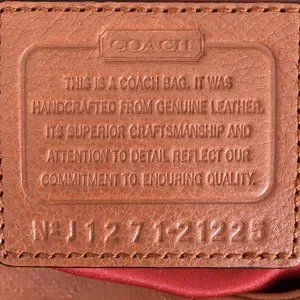 COACH
THIS IS A COACH BAG. IT WAS
HANDCRAFTED FROM GENUINE LEATHER.
ITS SUPERIOR CRAFTSMANSHIP AND
ATTENTION TO DETAIL REFLECT OUR
COMMITMENT TO ENDURING QUALITY.
No J1271-21225